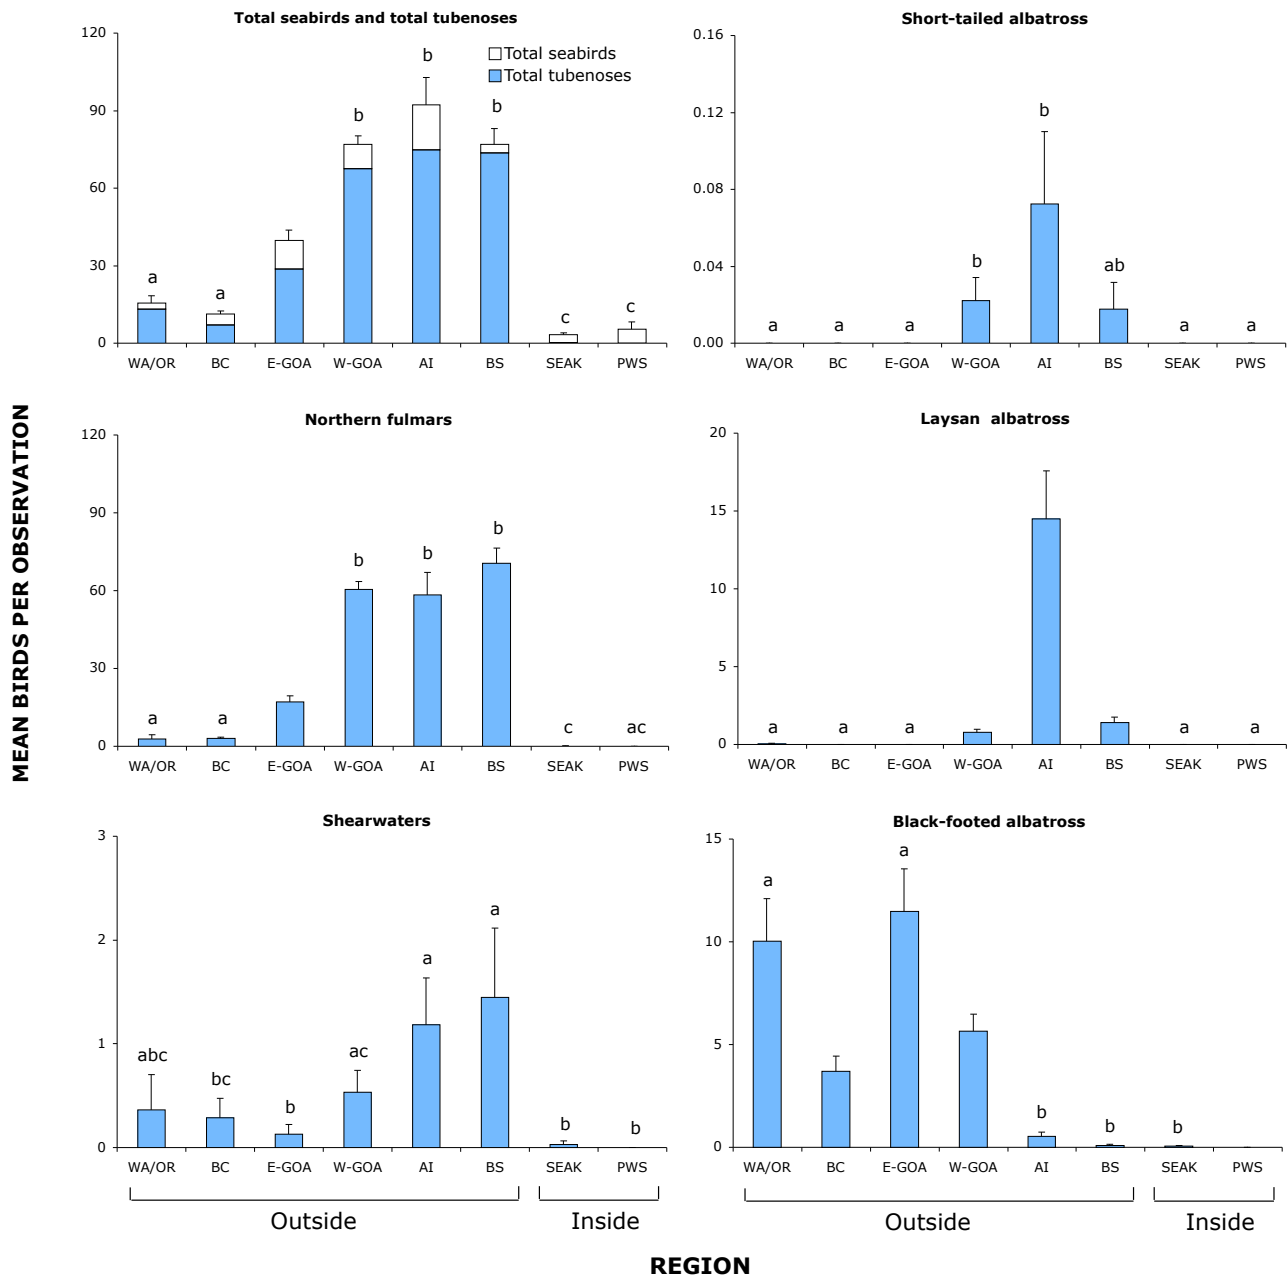 Total seabirds and total tubenoses
120
90
60
30
0
Total seabirds
Total tubenoses
a
a
b
b
b
c
c
WA/OR BC E-GOA W-GOA AI BS SEAK PWS
Short-tailed albatross
0.16
0.12
0.08
0.04
0.00
a a a b b ab a a
WA/OR BC E-GOA W-GOA AI BS SEAK PWS
MEAN BIRDS PER OBSERVATION
Northern fulmars
120
90
60
30
0
a a b b b c ac
WA/OR BC E-GOA W-GOA AI BS SEAK PWS
Laysan albatross
20
15
10
5
0
a a a a a
WA/OR BC E-GOA W-GOA AI BS SEAK PWS
Shearwaters
3
2
1
0
abc bc b ac a a b b
WA/OR BC E-GOA W-GOA AI BS SEAK PWS
Outside Inside
Black-footed albatross
15
10
5
0
a a b b b
WA/OR BC E-GOA W-GOA AI BS SEAK PWS
Outside Inside
REGION